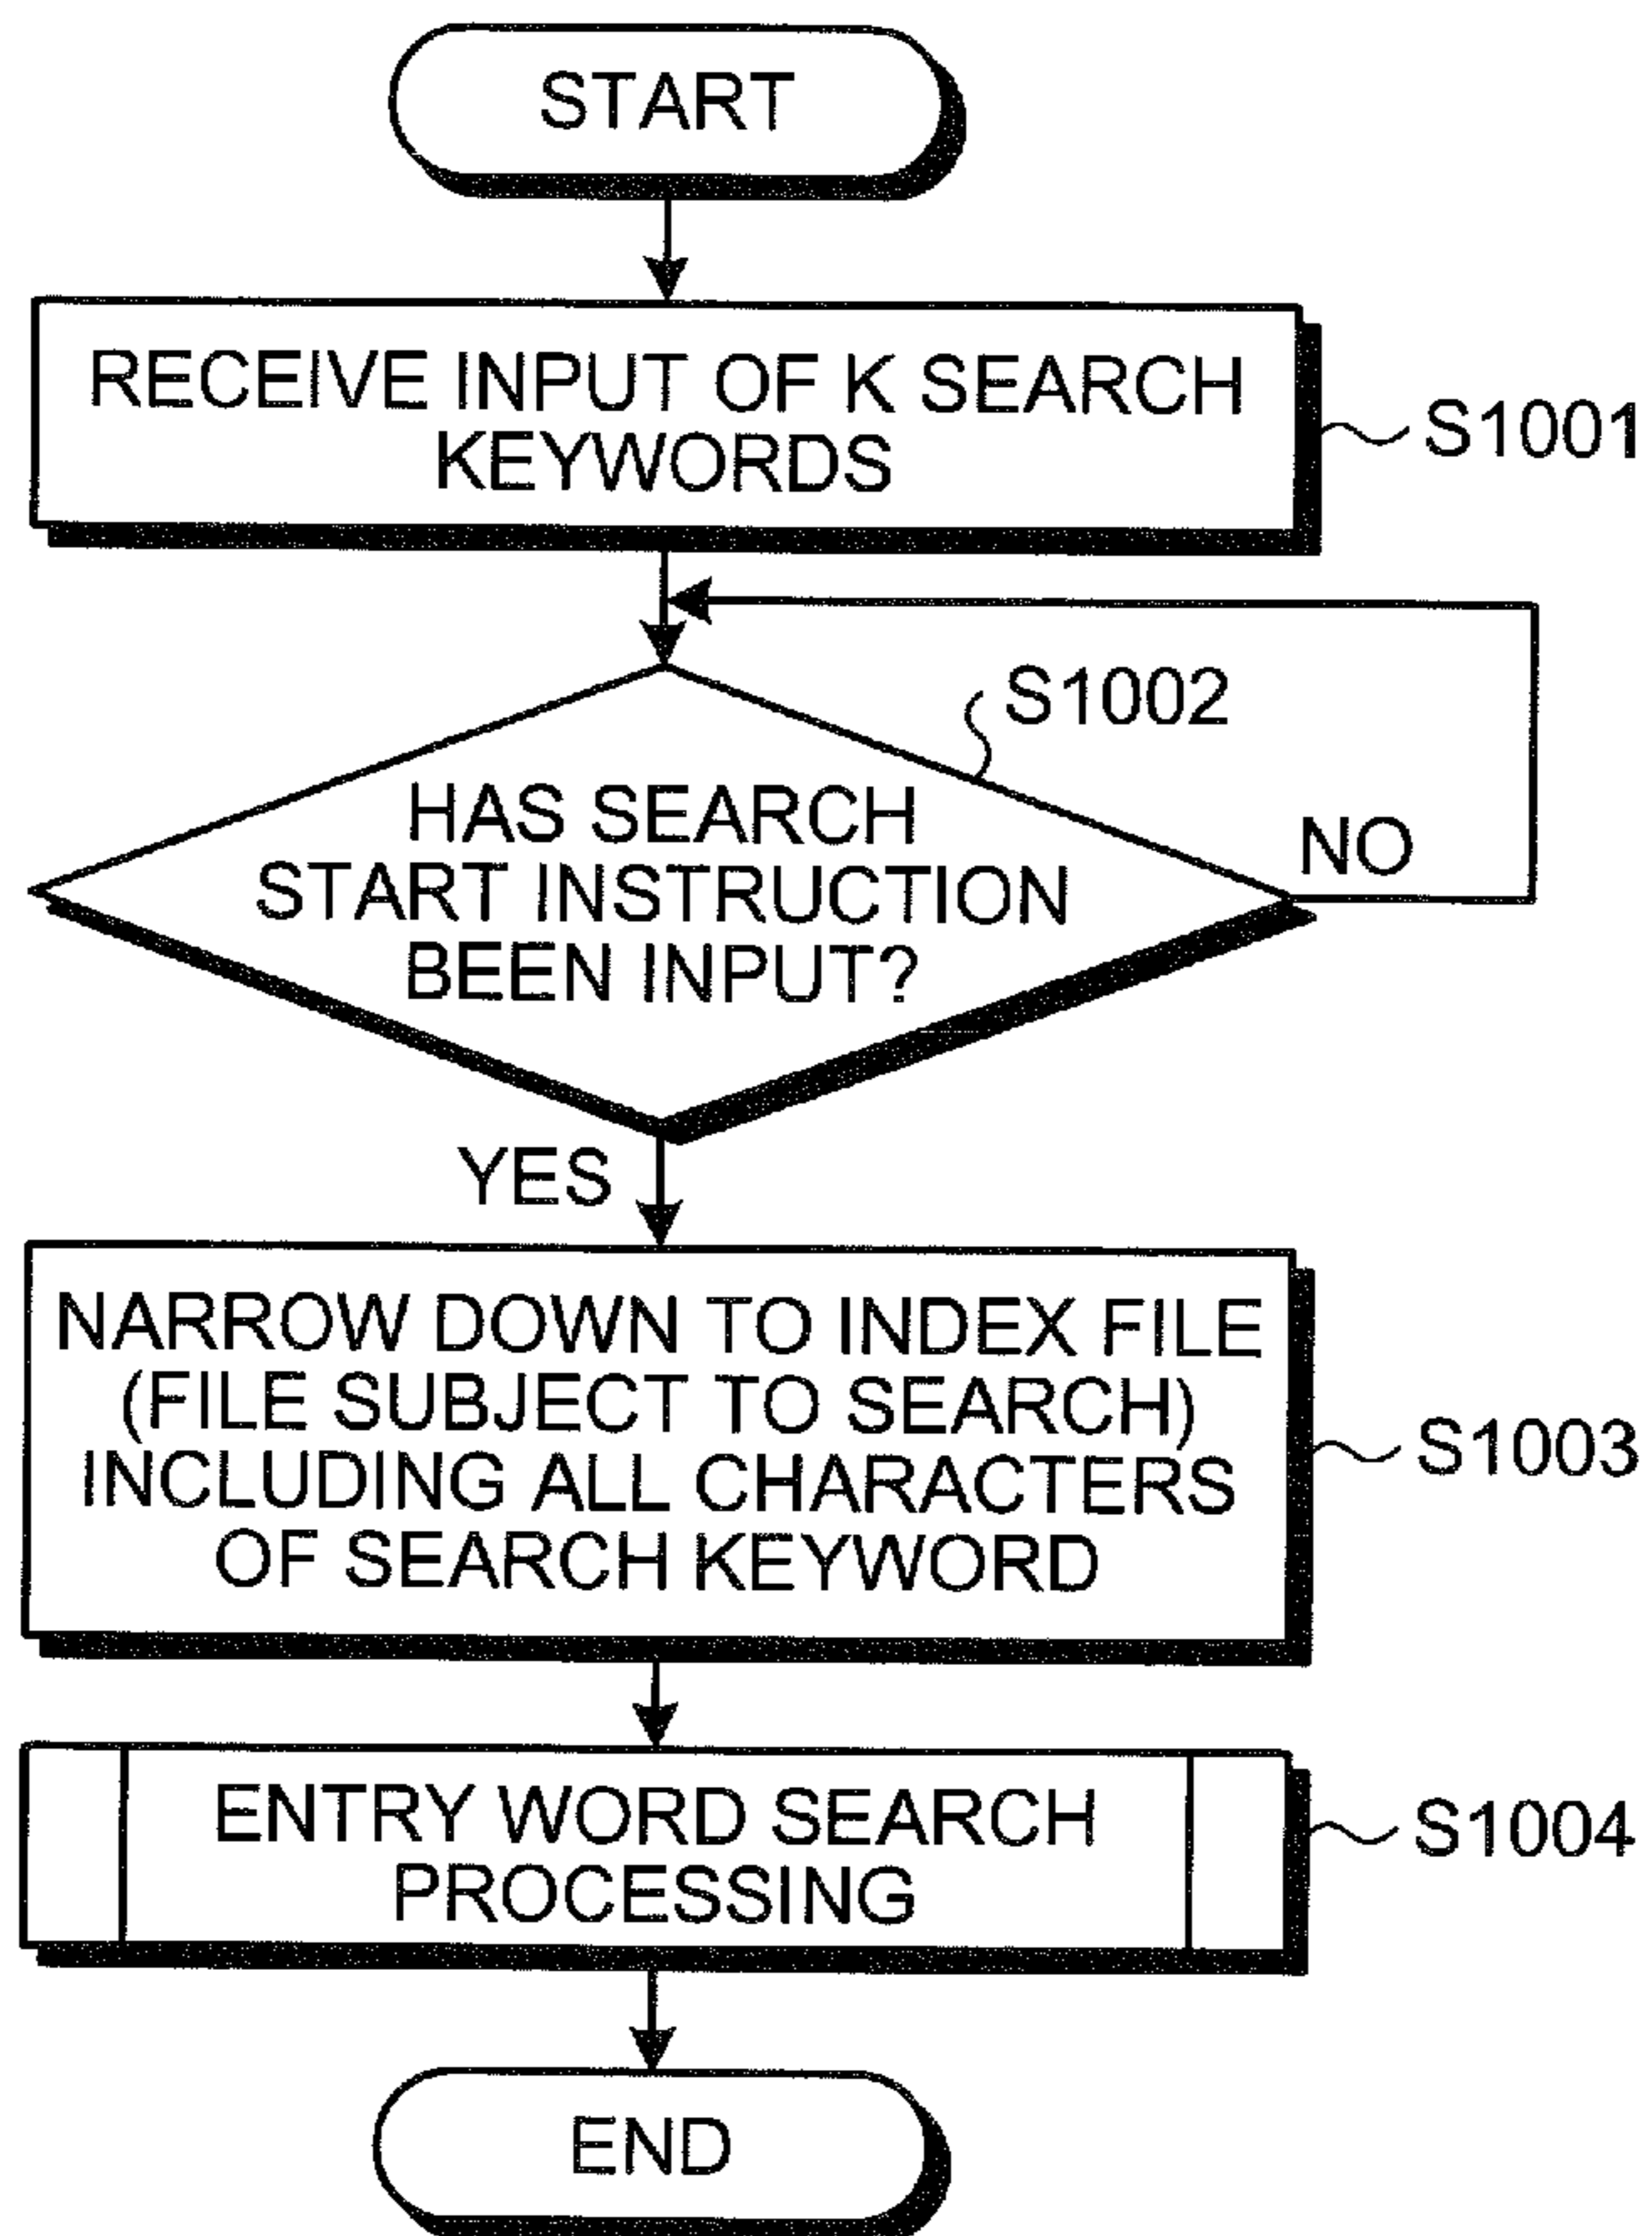 START
RECEIVE INPUT OF K SEARCH
KEYWORDS
S1001
S1002
HAS SEARCH
START INSTRUCTION
BEEN INPUT?
NO
YES
NARROW DOWN TO INDEX FILE
(FILE SUBJECT TO SEARCH)
INCLUDING ALL CHARACTERS
OF SEARCH KEYWORD
S1003
ENTRY WORD SEARCH
PROCESSING
S1004
END